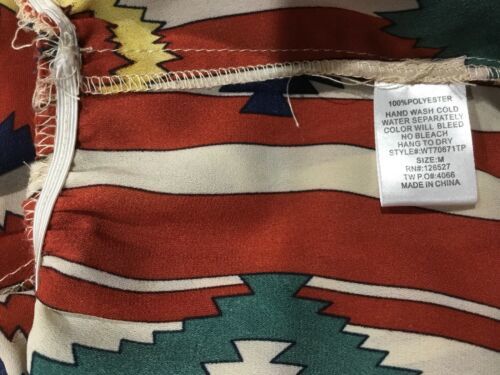 100%POLYESTER
HAND WASH COLD
WATER SEPARATELY
COLOR WILL BLEED
NO BLEACH
HANG TO DRY
STYLE#:WT70671TP
SIZE:M
RN#:126527
TW P.O#:4066
MADE IN CHINA